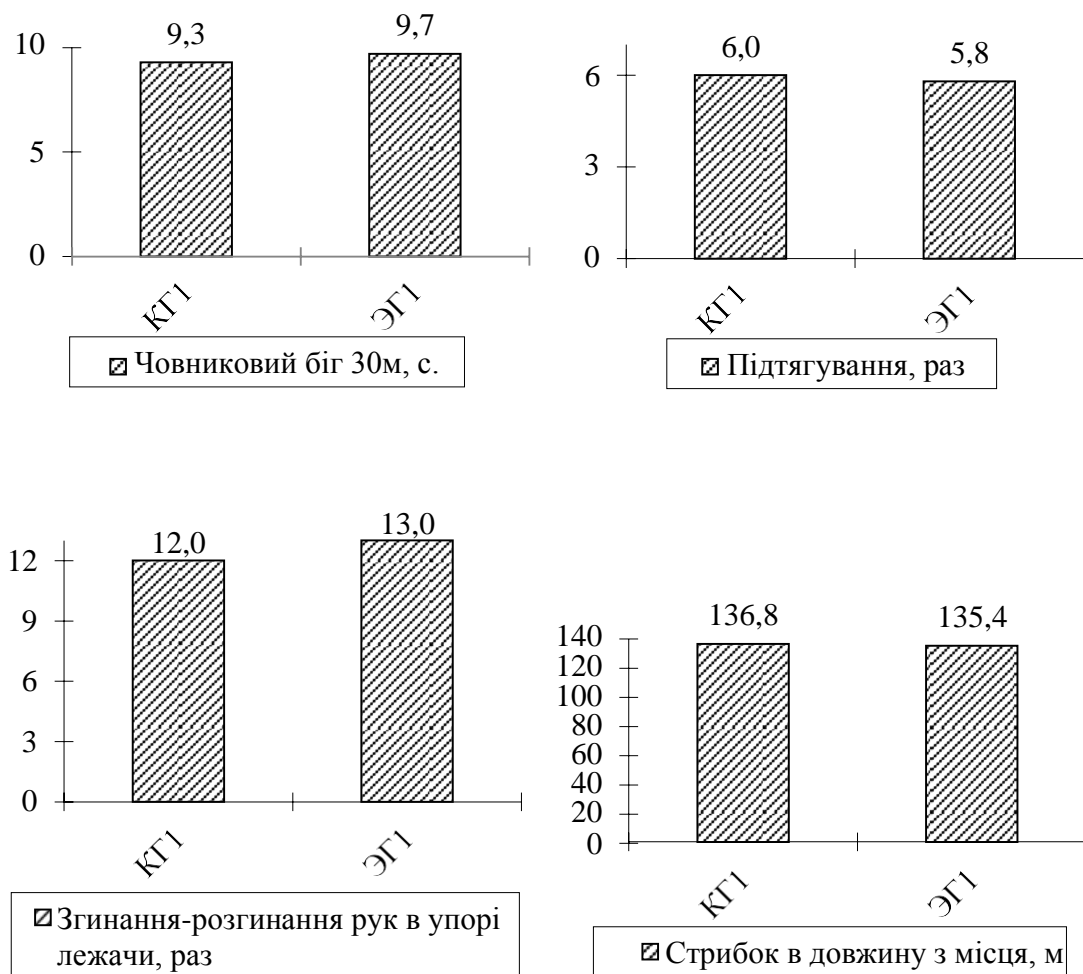 9,3
9,7
10
5
0
КГ1
ЭГ1
Човниковий біг 30м, с.
6,0
5,8
6
3
0
КГ1
ЭГ1
Підтягування, раз
12,0
13,0
12
9
6
3
0
КГ1
ЭГ1
Згинання-розгинання рук в упорі
лежачи, раз
136,8
135,4
140
120
100
80
60
40
20
0
КГ1
ЭГ1
Стрибок в довжину з місця, м